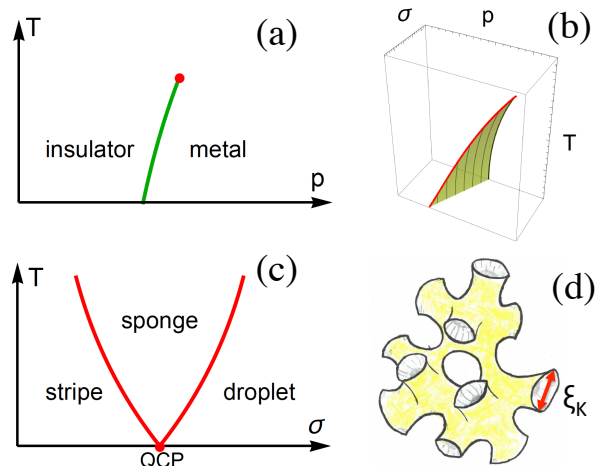 T
(a)
insulator metal
p
σ
p
(b)
T
T
(c)
sponge
stripe
droplet
σ
QCP
(d)
ξK